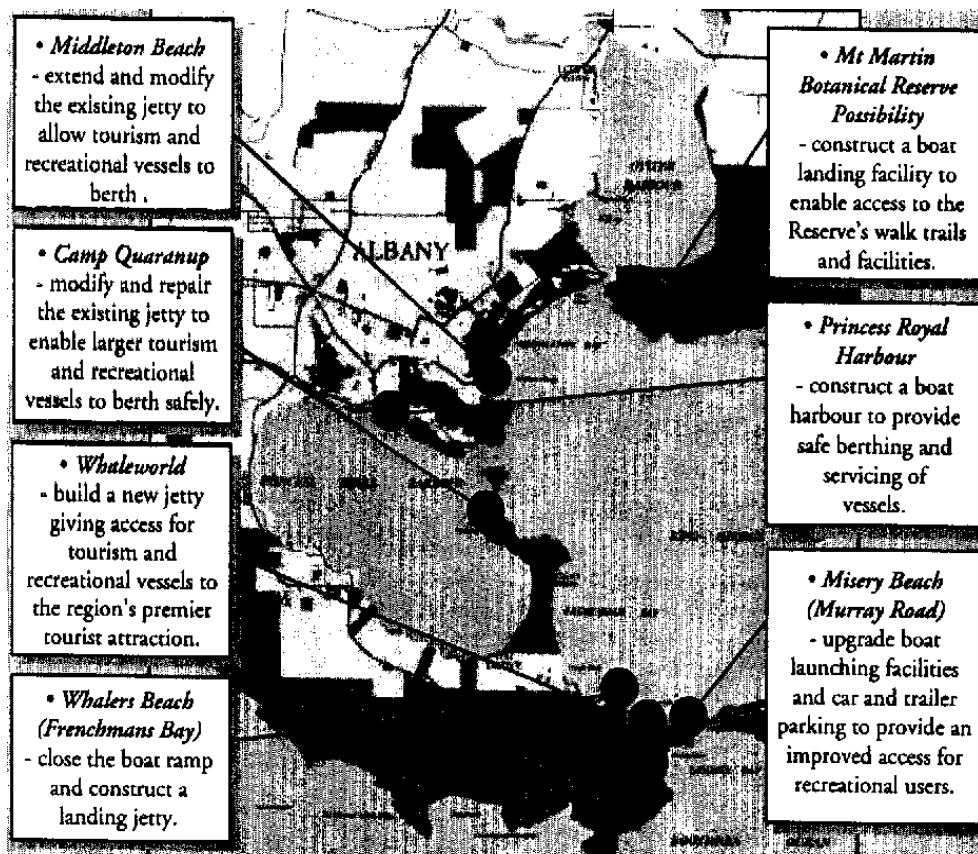 • Middleton Beach
- extend and modify
the existing jetty to
allow tourism and
recreational vessels to
berth .
• Camp Quaranup
- modify and repair
the existing jetty to
enable larger tourism
and recreational
vessels to berth safely.
• Whaleworld
- build a new jetty
giving access for
tourism and
recreational vessels to
the region's premier
tourist attraction.
• Whalers Beach
(Frenchmans Bay)
- close the boat ramp
and construct a
landing jetty.
ALBANY
• Mt Martin
Botanical Reserve
Possibility
- construct a boat
landing facility to
enable access to the
Reserve's walk trails
and facilities.
• Princess Royal
Harbour
- construct a boat
harbour to provide
safe berthing and
servicing of
vessels.
• Misery Beach
(Murray Road)
- upgrade boat
launching facilities
and car and trailer
parking to provide an
improved access for
recreational users.